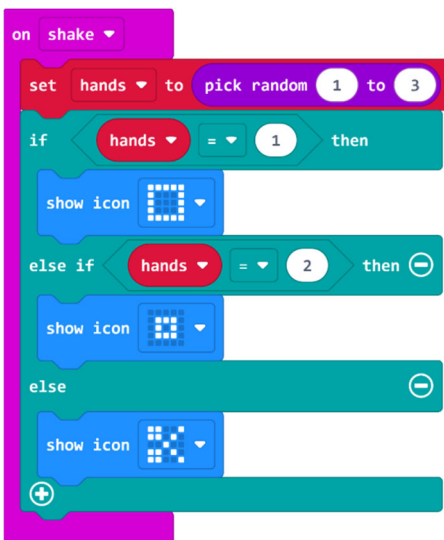 on shake
set hands to pick random 1 to 3
if hands = 1 then
show icon
else if hands = 2 then
show icon
else
show icon